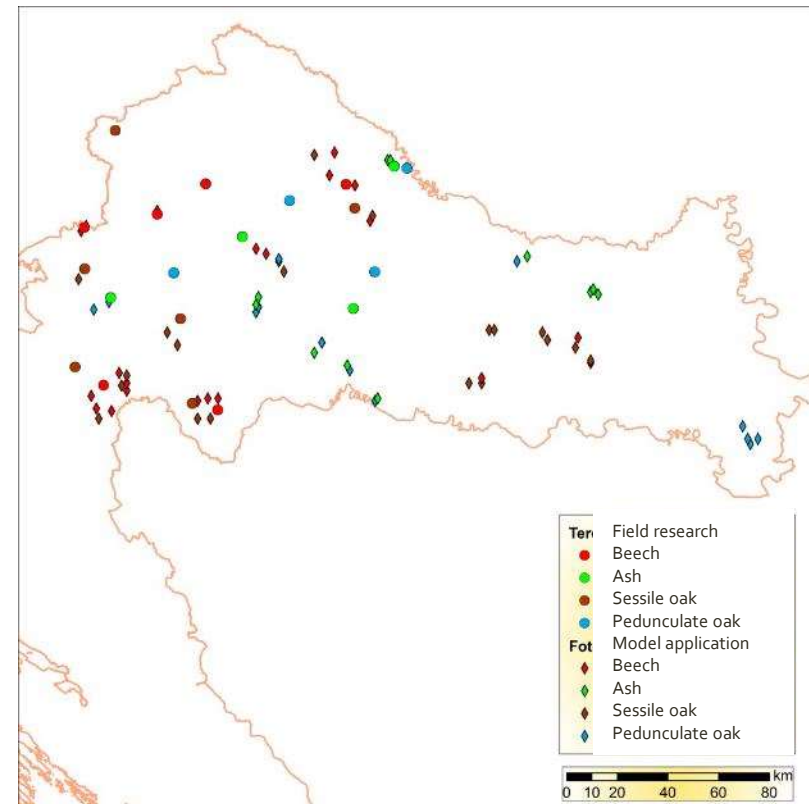 Tere Field research
Beech
Ash
Sessile oak
Pedunculate oak
Fot Model application
Beech
Ash
Sessile oak
Pedunculate oak
km
0 10 20 40 60 80